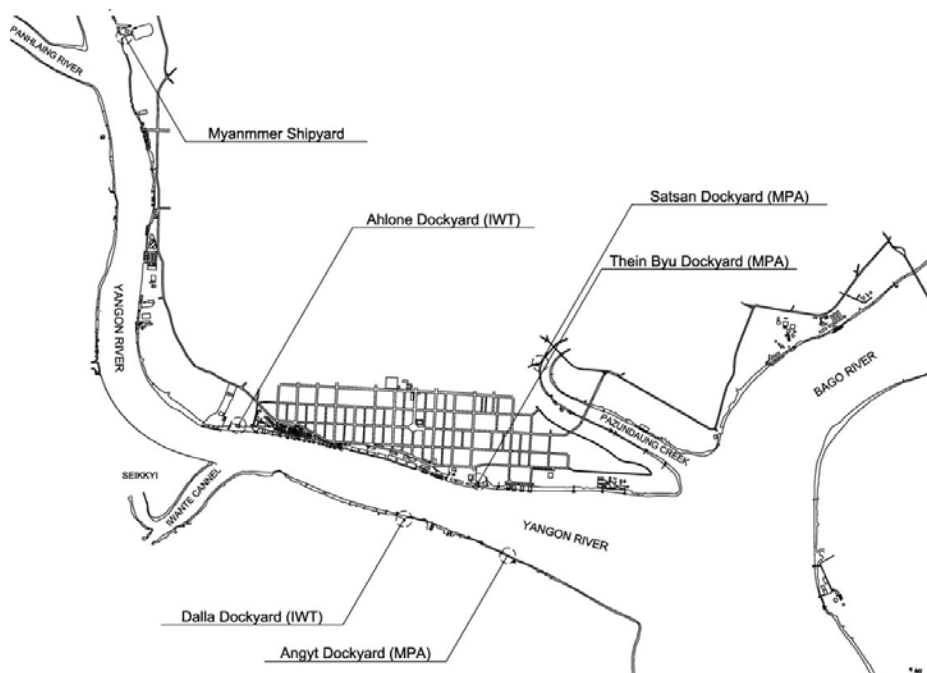 PANHLAING RIVER
Myanmmer Shipyard
Satsan Dockyard (MPA)
Ahlone Dockyard (IWT)
Thein Byu Dockyard (MPA)
YANGON RIVER
BAGO RIVER
PAZUNDAUNG CREEK
SEIKKYI
IWANTE CANNEL
YANGON RIVER
Dalla Dockyard (IWT)
Angyt Dockyard (MPA)